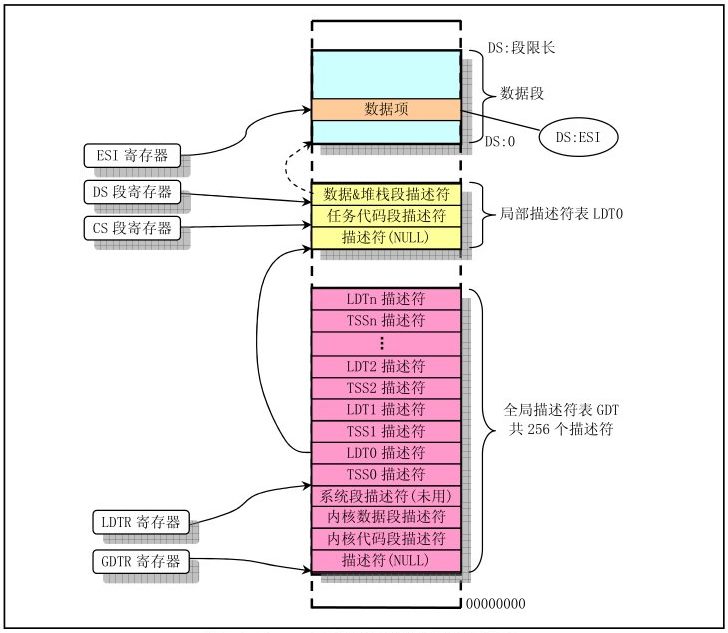 DS:段限长
数据段
数据项
DS:ESI
DS:0
ESI 寄存器
DS 段寄存器
数据&堆栈段描述符
任务代码段描述符
局部描述符表 LDT0
CS 段寄存器
描述符(NULL)
LDTn 描述符
TSSn 描述符
⋮
LDT2 描述符
TSS2 描述符
LDT1 描述符
全局描述符表 GDT
共 256 个描述符
TSS1 描述符
LDT0 描述符
TSS0 描述符
系统段描述符(未用)
LDTR 寄存器
内核数据段描述符
内核代码段描述符
GDTR 寄存器
描述符(NULL)
00000000